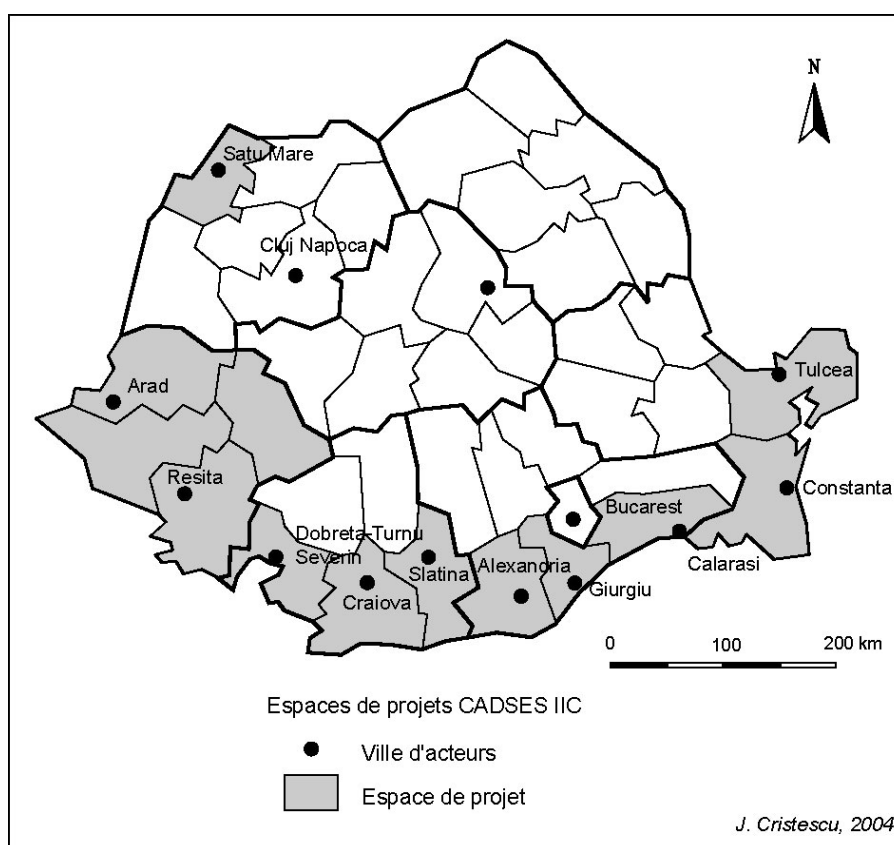 N
Satu Mare
Cluj Napoca
Arad
Tulcea
Resita
Constanta
Bucarest
Dobreta-Turnu
Severin
Slatina
Alexandria
Calarasi
Craiova
Giurgiu
0 100 200 km
Espaces de projets CADSES IIC
Ville d'acteurs
Espace de projet
J. Cristescu, 2004